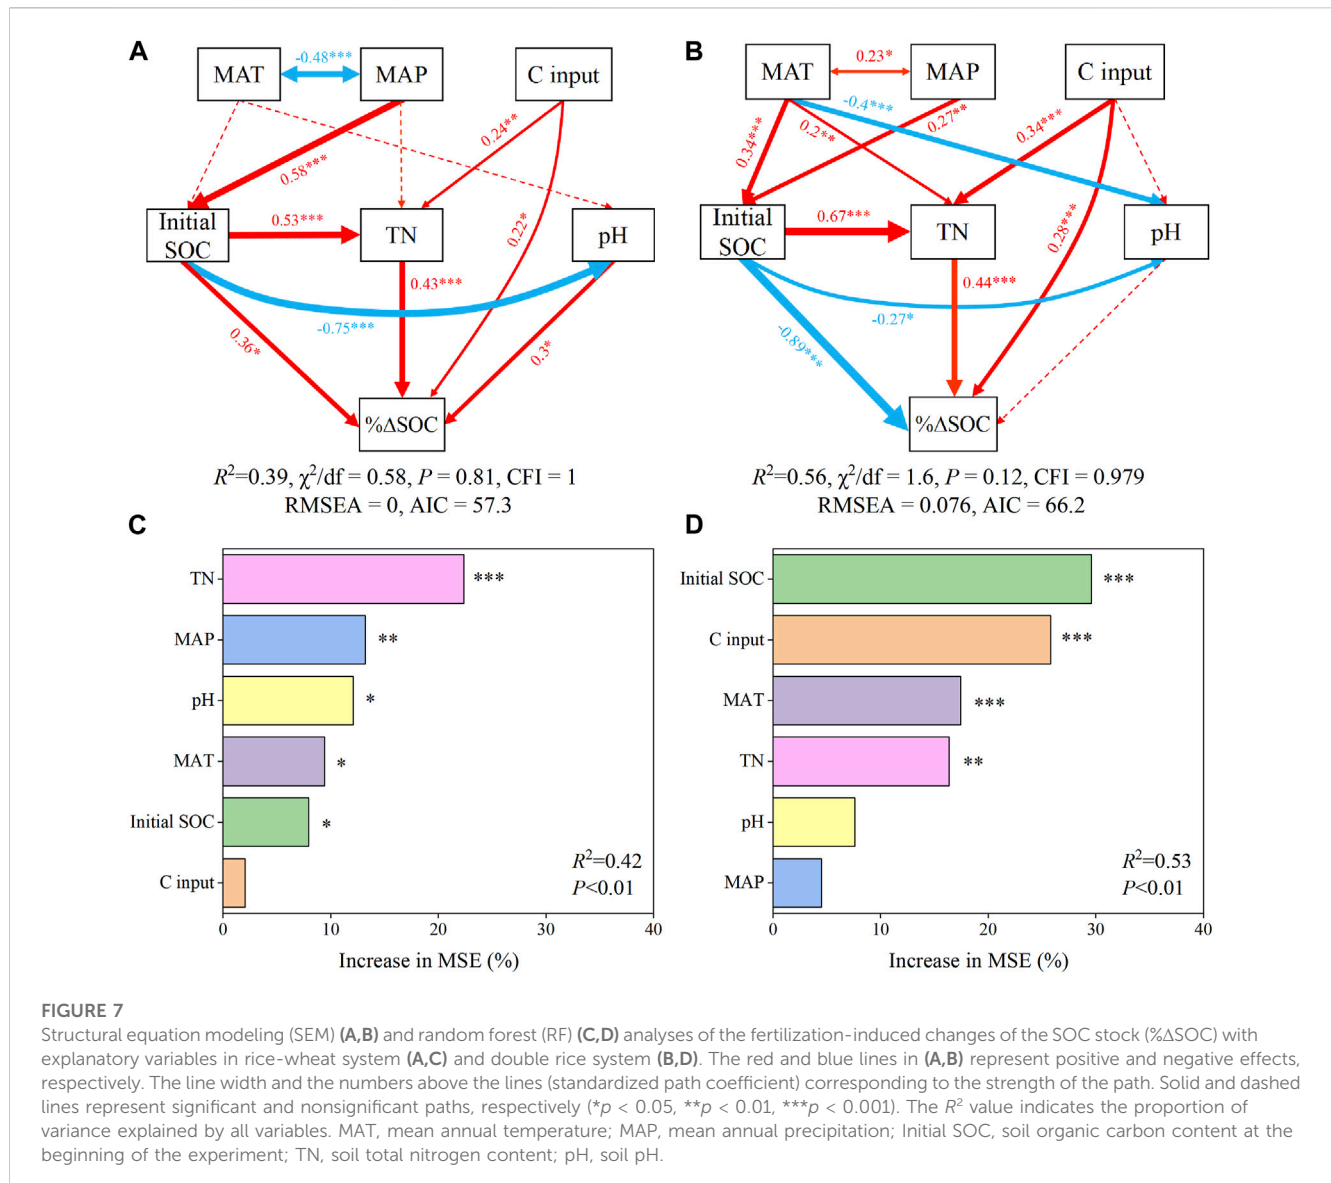 A
MAT
-0.48***
MAP
C input
0.58***
0.24**
0.22*
Initial
SOC
0.53***
TN
pH
0.43***
-0.75***
0.36*
0.3*
%ΔSOC
R²=0.39, χ²/df = 0.58, P = 0.81, CFI = 1
RMSEA = 0, AIC = 57.3
B
MAT
0.23*
MAP
C input
-0.4***
0.34***
0.2**
0.27**
0.34***
0.28***
Initial
SOC
0.67***
TN
pH
0.44***
-0.27*
-0.89***
%ΔSOC
R²=0.56, χ²/df = 1.6, P = 0.12, CFI = 0.979
RMSEA = 0.076, AIC = 66.2
C
TN
***
MAP
**
pH
*
MAT
*
Initial SOC
*
C input
R²=0.42
P<0.01
0 10 20 30 40
Increase in MSE (%)
D
Initial SOC
***
C input
***
MAT
***
TN
**
pH
MAP
R²=0.53
P<0.01
0 10 20 30 40
Increase in MSE (%)
FIGURE 7
Structural equation modeling (SEM) (A,B) and random forest (RF) (C,D) analyses of the fertilization-induced changes of the SOC stock (%ΔSOC) with
explanatory variables in rice-wheat system (A,C) and double rice system (B,D). The red and blue lines in (A,B) represent positive and negative effects,
respectively. The line width and the numbers above the lines (standardized path coefficient) corresponding to the strength of the path. Solid and dashed
lines represent significant and nonsignificant paths, respectively (*p < 0.05, **p < 0.01, ***p < 0.001). The R² value indicates the proportion of
variance explained by all variables. MAT, mean annual temperature; MAP, mean annual precipitation; Initial SOC, soil organic carbon content at the
beginning of the experiment; TN, soil total nitrogen content; pH, soil pH.